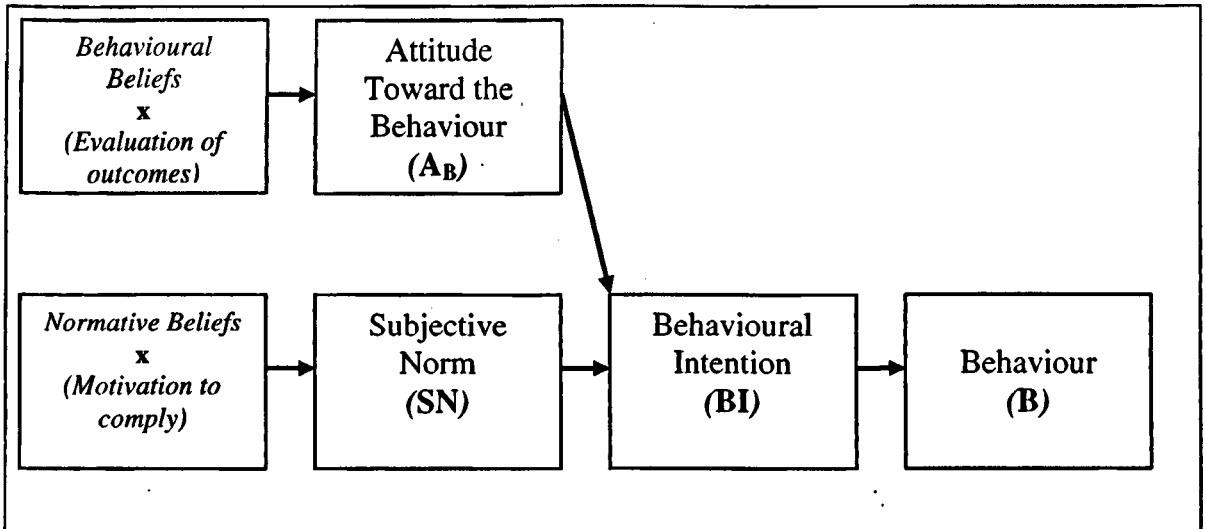 Behavioural
Beliefs
x
(Evaluation of
outcomes)
Attitude
Toward the
Behaviour
(AB)
Normative Beliefs
x
(Motivation to
comply)
Subjective
Norm
(SN)
Behavioural
Intention
(BI)
Behaviour
(B)